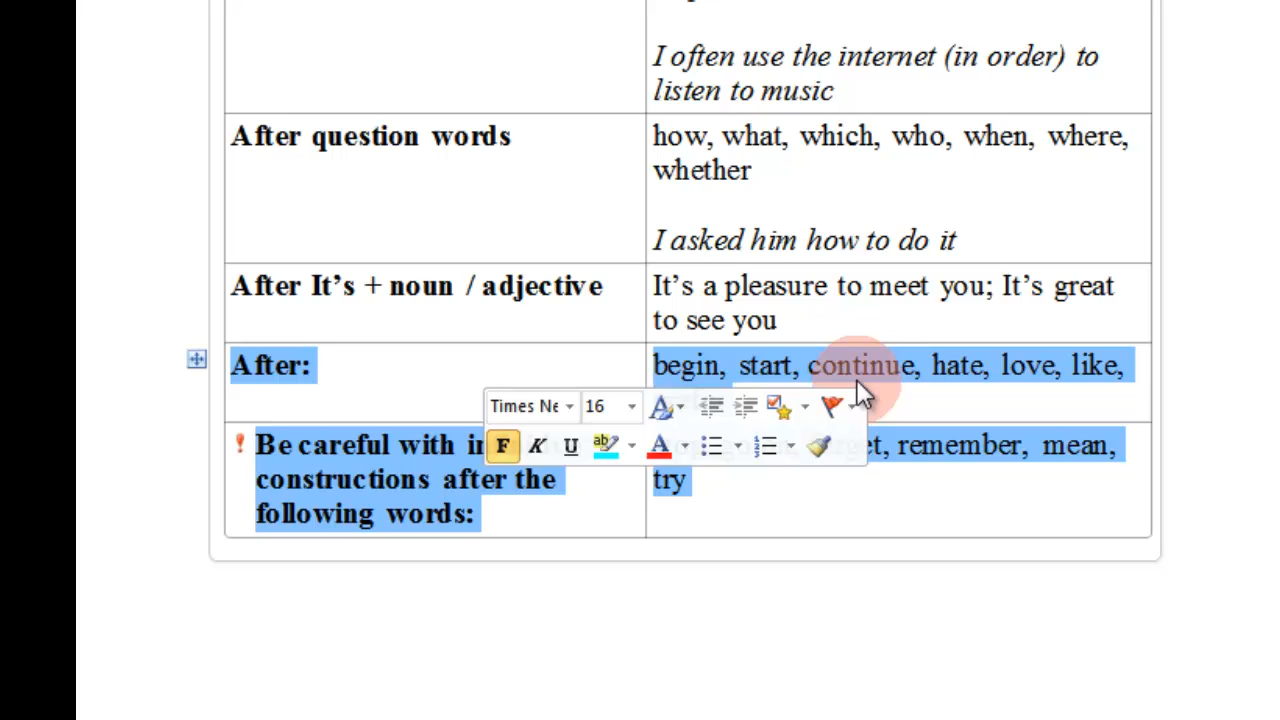 I often use the internet (in order) to
listen to music
After question words
how, what, which, who, when, where,
whether
I asked him how to do it
After It's + noun / adjective
It's a pleasure to meet you; It's great
to see you
After:
begin, start, continue, hate, love, like,
Times Ne 16
F K U
Be careful with
constructions after the
following words:
remember, mean,
try